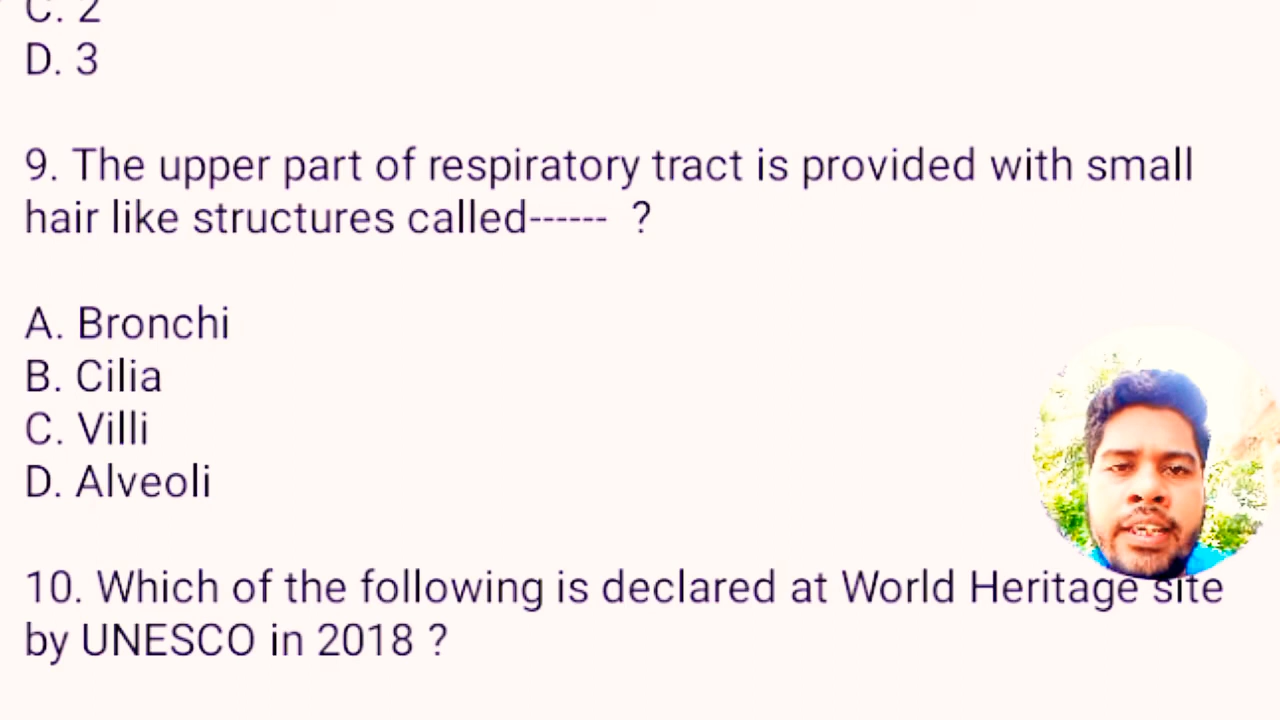 C. 2
D. 3
9. The upper part of respiratory tract is provided with small
hair like structures called------ ?
A. Bronchi
B. Cilia
C. Villi
D. Alveoli
10. Which of the following is declared at World Heritage site
by UNESCO in 2018 ?